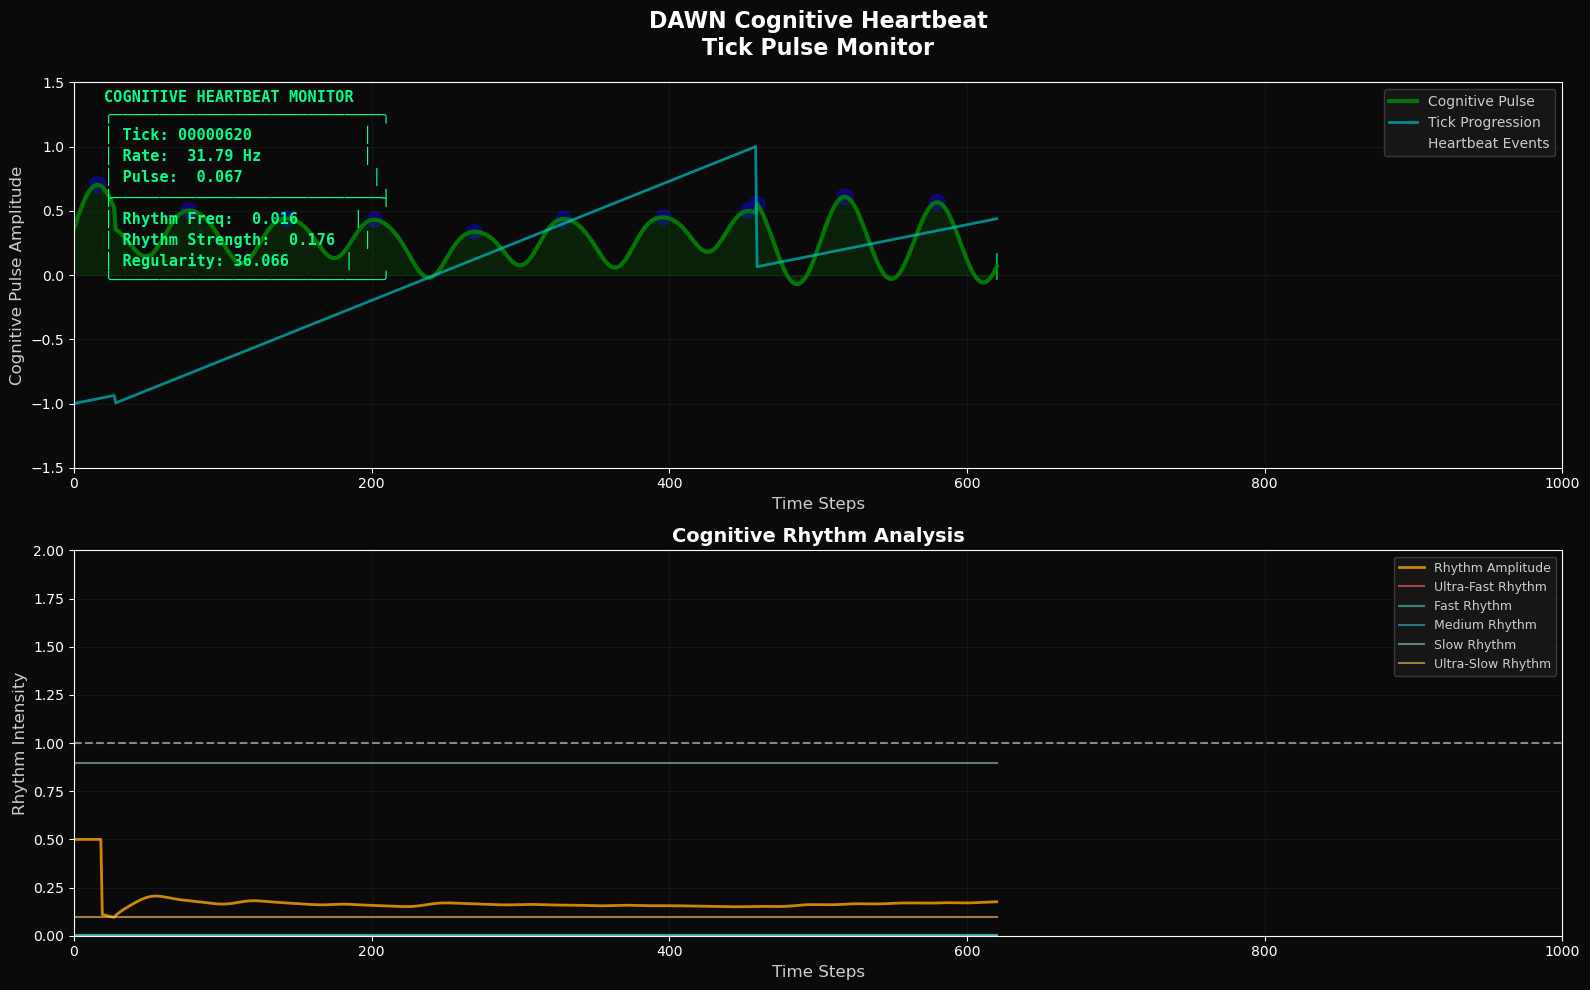 DAWN Cognitive Heartbeat
Tick Pulse Monitor
1.5
1.0
0.5
0.0
−0.5
−1.0
−1.5
Cognitive Pulse Amplitude
COGNITIVE HEARTBEAT MONITOR
Tick: 00000620
Rate: 31.79 Hz
Pulse: 0.067
Rhythm Freq: 0.016
Rhythm Strength: 0.176
Regularity: 36.066
Cognitive Pulse
Tick Progression
Heartbeat Events
0 200 400 600 800 1000
Time Steps
Cognitive Rhythm Analysis
2.00
1.75
1.50
1.25
1.00
0.75
0.50
0.25
0.00
Rhythm Intensity
Rhythm Amplitude
Ultra-Fast Rhythm
Fast Rhythm
Medium Rhythm
Slow Rhythm
Ultra-Slow Rhythm
0 200 400 600 800 1000
Time Steps